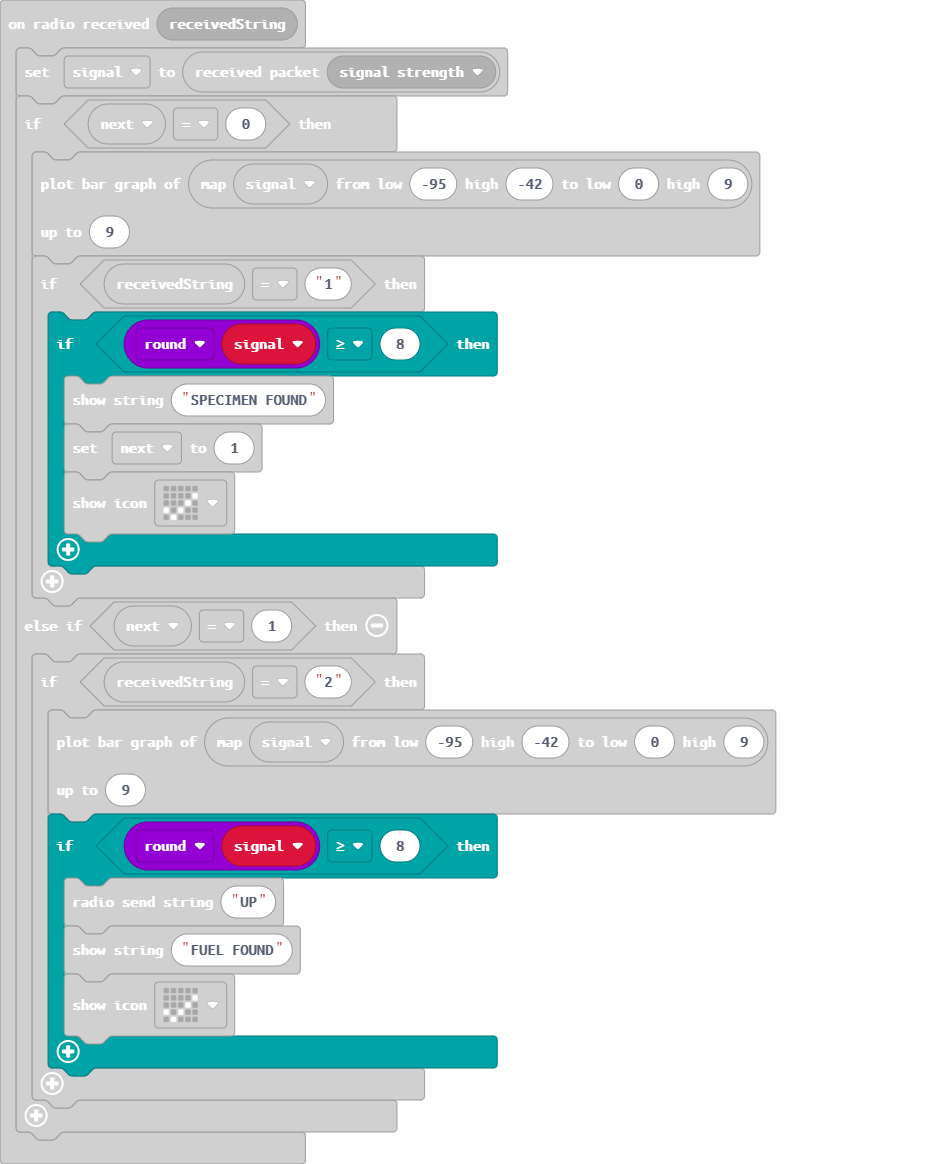 on radio received receivedString
set signal to received packet signal strength
if next = 0 then
plot bar graph of map signal from low -95 high -42 to low 0 high 9
up to 9
if receivedString = "1" then
if round signal ≥ 8 then
show string "SPECIMEN FOUND"
set next to 1
show icon
else if next = 1 then
if receivedString = "2" then
plot bar graph of map signal from low -95 high -42 to low 0 high 9
up to 9
if round signal ≥ 8 then
radio send string "UP"
show string "FUEL FOUND"
show icon